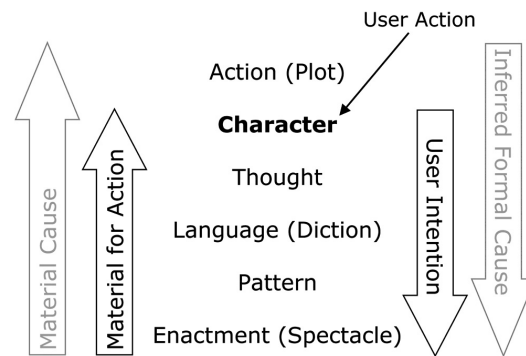 User Action
Action (Plot)
Character
Thought
Language (Diction)
Pattern
Enactment (Spectacle)
Material Cause
Material for Action
User Intention
Inferred Formal Cause